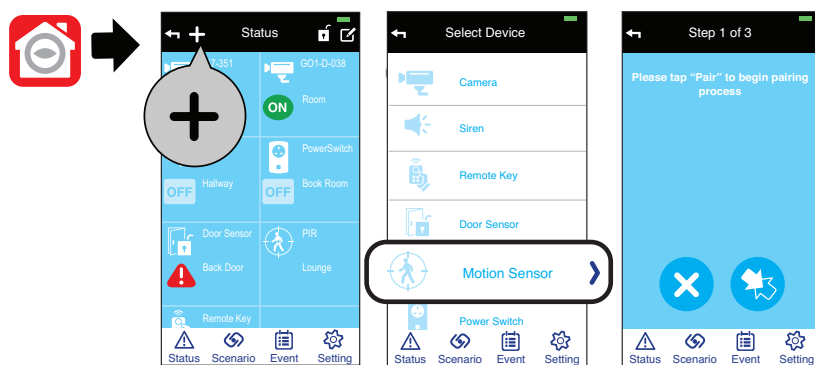 Status
7-351
GO1-D-038
ON
Room
PowerSwitch
OFF
Hallway
OFF
Book Room
Door Sensor
PIR
Back Door
Lounge
Remote Key
Status Scenario Event Setting
Select Device
Camera
Siren
Remote Key
Door Sensor
Motion Sensor
Power Switch
Status Scenario Event Setting
Step 1 of 3
Please tap “Pair” to begin pairing
process
Status Scenario Event Setting